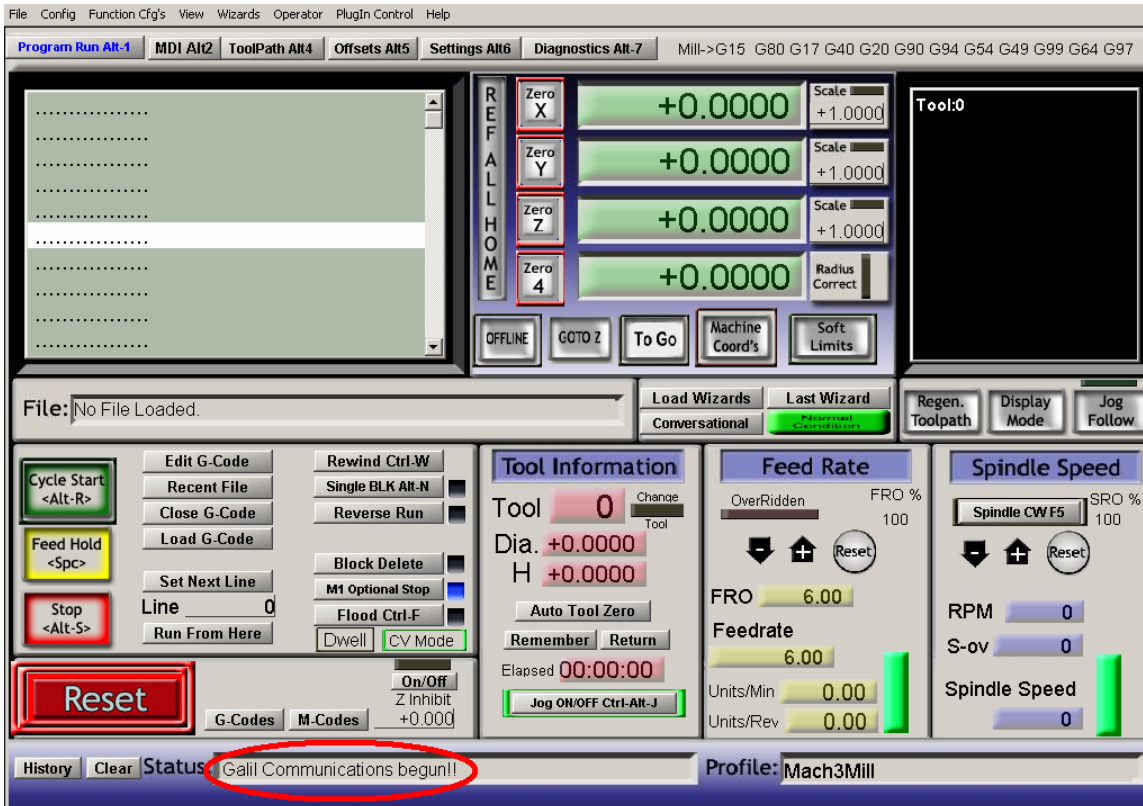 File Config Function Cfg's View Wizards Operator PlugIn Control Help
Program Run Alt-1 MDI Alt2 ToolPath Alt4 Offsets Alt5 Settings Alt6 Diagnostics Alt-7 Mill->G15 G80 G17 G40 G20 G90 G94 G54 G49 G99 G64 G97
..................
..................
..................
..................
..................
..................
..................
..................
..................
..................
REF ALL HOME
Zero X +0.0000 Scale +1.0000
Zero Y +0.0000 Scale +1.0000
Zero Z +0.0000 Scale +1.0000
Zero 4 +0.0000 Radius Correct
OFFLINE GOTO Z To Go Machine Coord's Soft Limits
Tool:0
File: No File Loaded.
Load Wizards Last Wizard
Conversational Normal Condition
Regen. Toolpath Display Mode Jog Follow
Cycle Start <Alt-R>
Feed Hold <Spc>
Stop <Alt-S>
Edit G-Code
Recent File
Close G-Code
Load G-Code
Set Next Line
Line 0
Run From Here
Rewind Ctrl-W
Single BLK Alt-N
Reverse Run
Block Delete
M1 Optional Stop
Flood Ctrl-F
Dwell CV Mode
Reset
G-Codes M-Codes
On/Off
Z Inhibit
+0.000
Tool Information
Tool 0 Change Tool
Dia. +0.0000
H +0.0000
Auto Tool Zero
Remember Return
Elapsed 00:00:00
Jog ON/OFF Ctrl-Alt-J
Feed Rate
OverRidden FRO %
100
Reset
FRO 6.00
Feedrate
6.00
Units/Min 0.00
Units/Rev 0.00
Spindle Speed
Spindle CW F5 SRO %
100
Reset
RPM 0
S-ov 0
Spindle Speed
0
History Clear Status: Galil Communications begun!! Profile: Mach3Mill